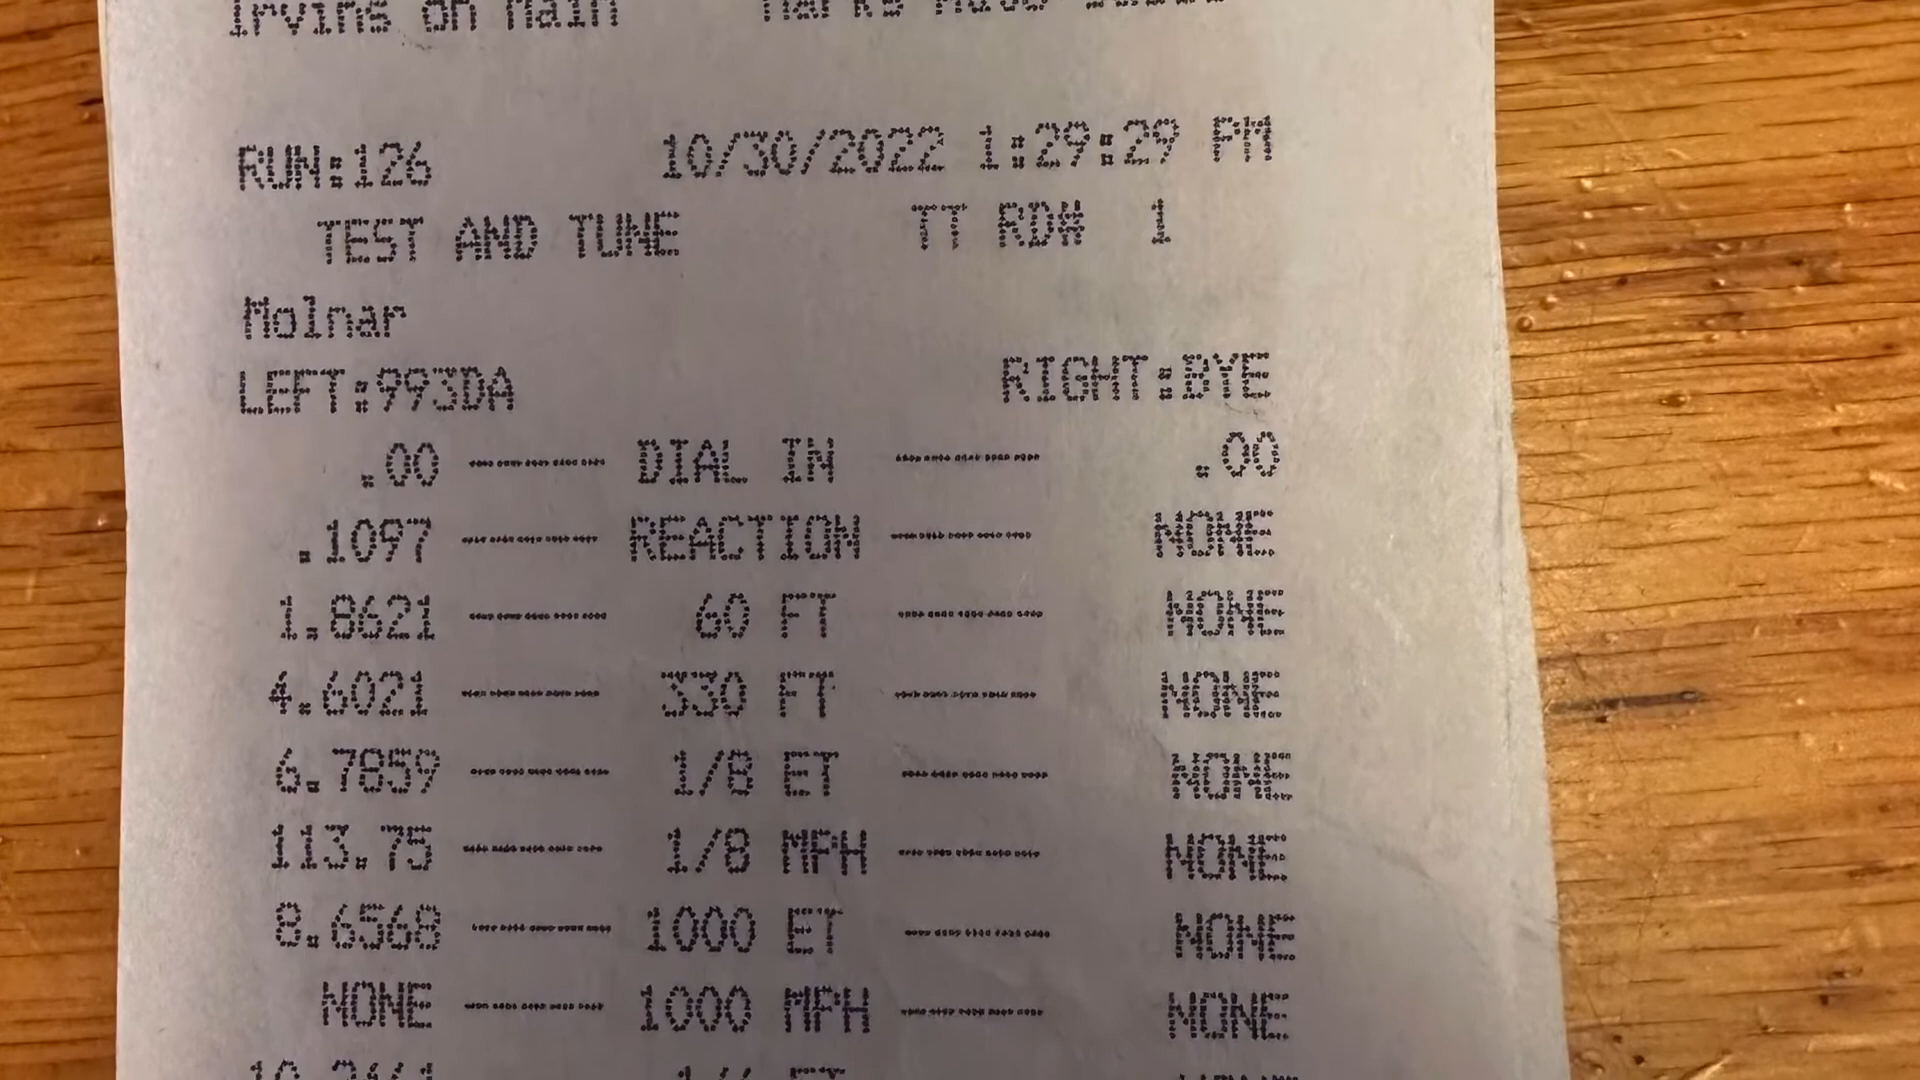 RUN:126 10/30/2022 1:29:29 PM
TEST AND TUNE TT RD# 1
Molnar
LEFT:993DA RIGHT:BYE
.00 ----- DIAL IN ----- .00
.1097 ----- REACTION ----- NONE
1.8621 ----- 60 FT ----- NONE
4.6021 ----- 330 FT ----- NONE
6.7859 ----- 1/8 ET ----- NONE
113.75 ----- 1/8 MPH ----- NONE
8.6568 ----- 1000 ET ----- NONE
NONE ----- 1000 MPH ----- NONE